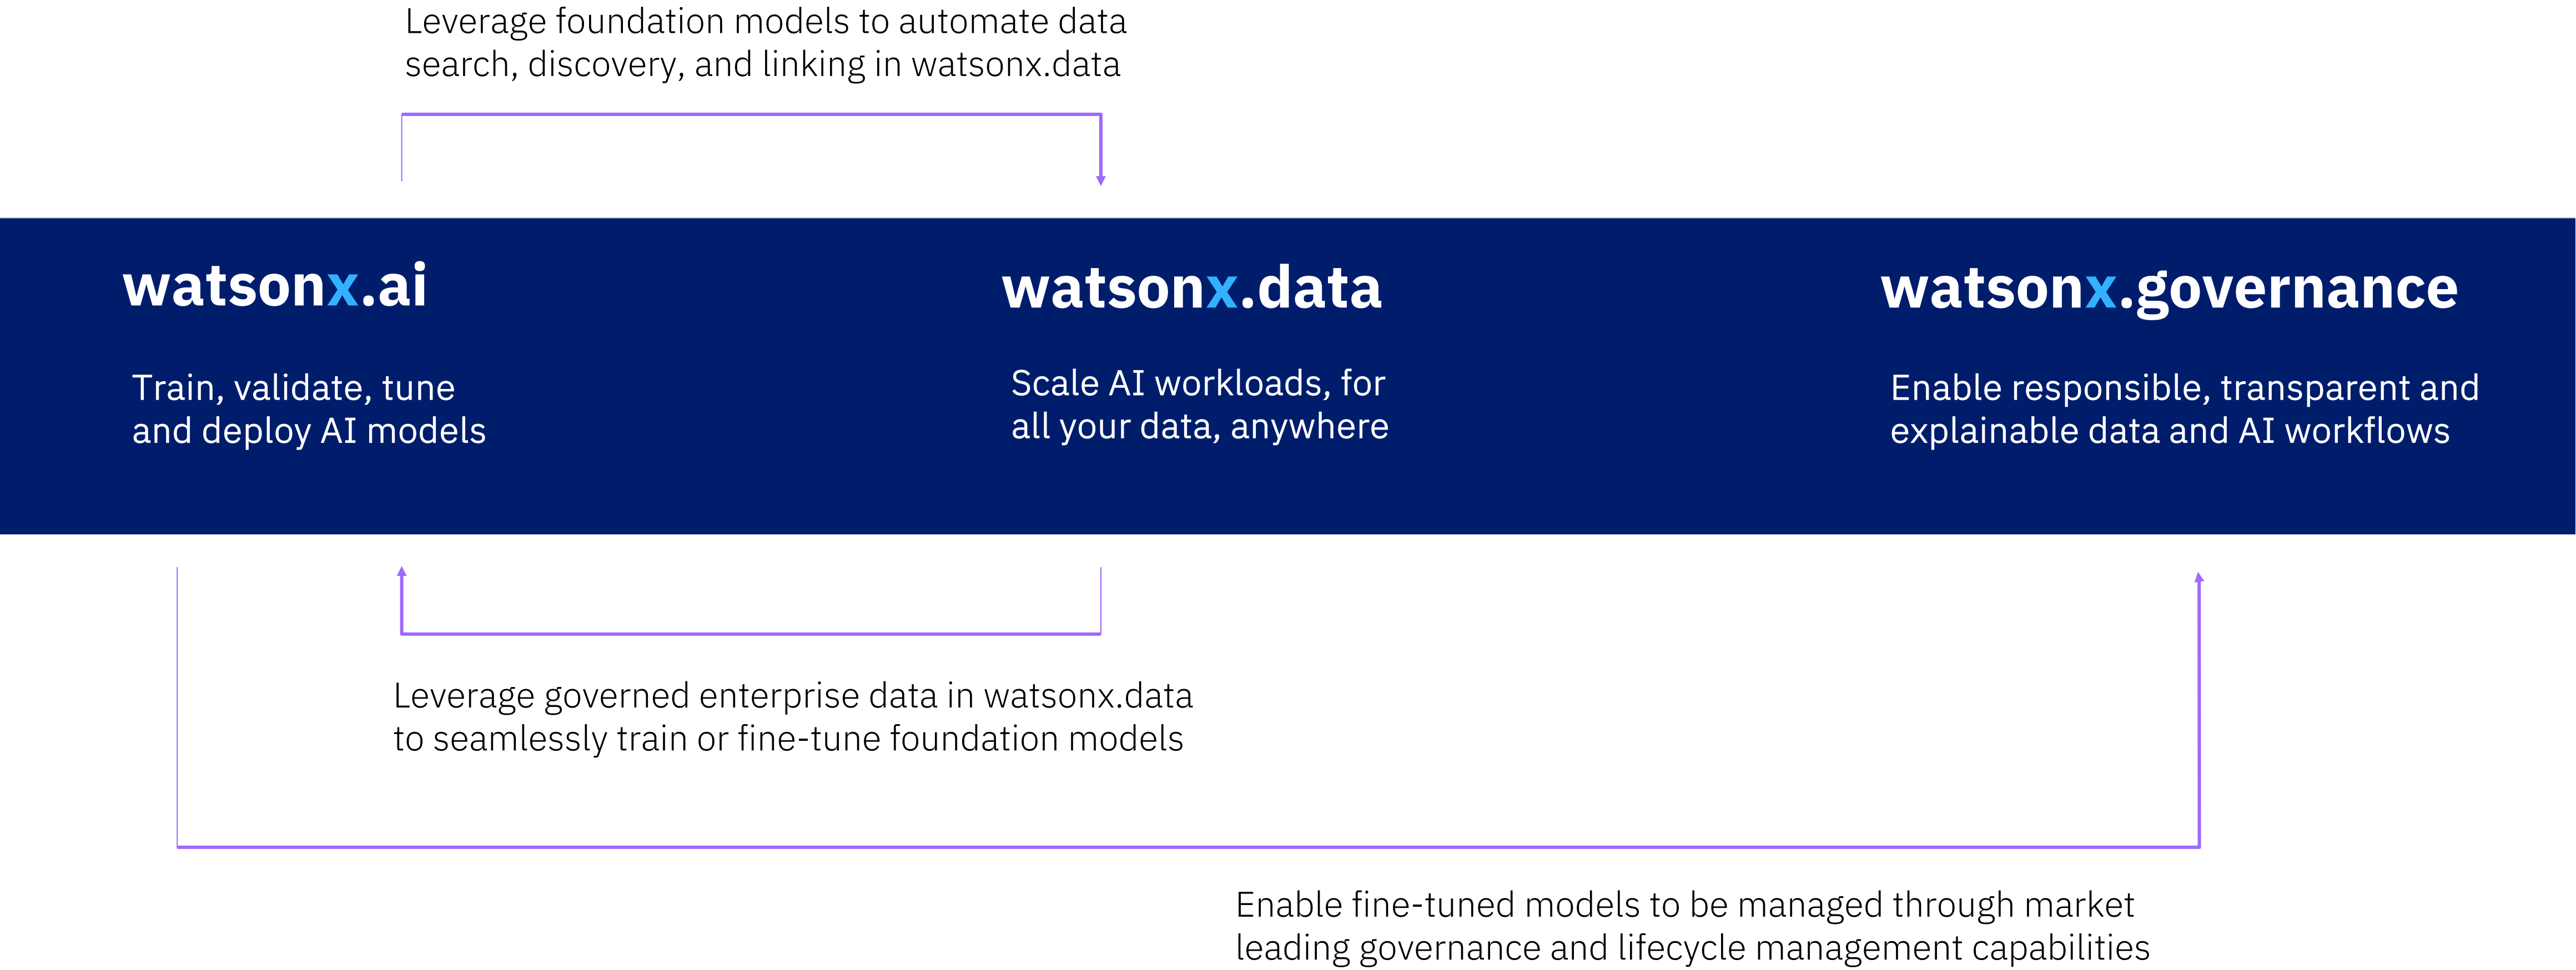 Leverage foundation models to automate data
search, discovery, and linking in watsonx.data
watsonx.ai
Train, validate, tune
and deploy AI models
watsonx.data
Scale AI workloads, for
all your data, anywhere
watsonx.governance
Enable responsible, transparent and
explainable data and AI workflows
Leverage governed enterprise data in watsonx.data
to seamlessly train or fine-tune foundation models
Enable fine-tuned models to be managed through market
leading governance and lifecycle management capabilities